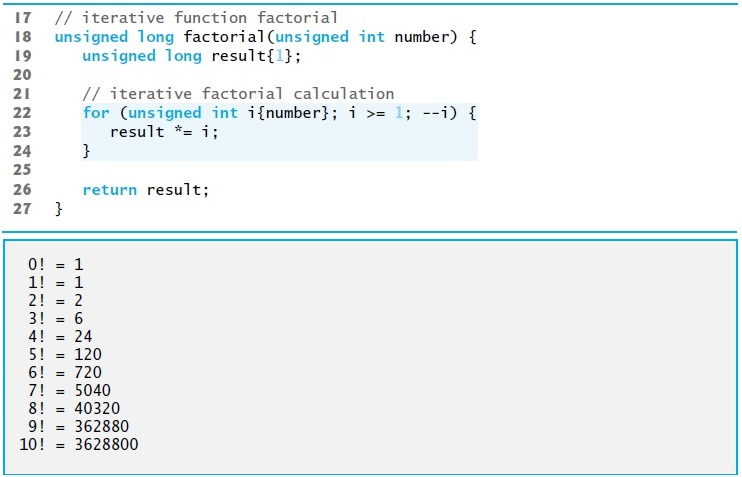 17 // iterative function factorial
18 unsigned long factorial(unsigned int number) {
19    unsigned long result{1};
20
21    // iterative factorial calculation
22    for (unsigned int i{number}; i >= 1; --i) {
23       result *= i;
24    }
25
26    return result;
27 }
0! = 1
1! = 1
2! = 2
3! = 6
4! = 24
5! = 120
6! = 720
7! = 5040
8! = 40320
9! = 362880
10! = 3628800